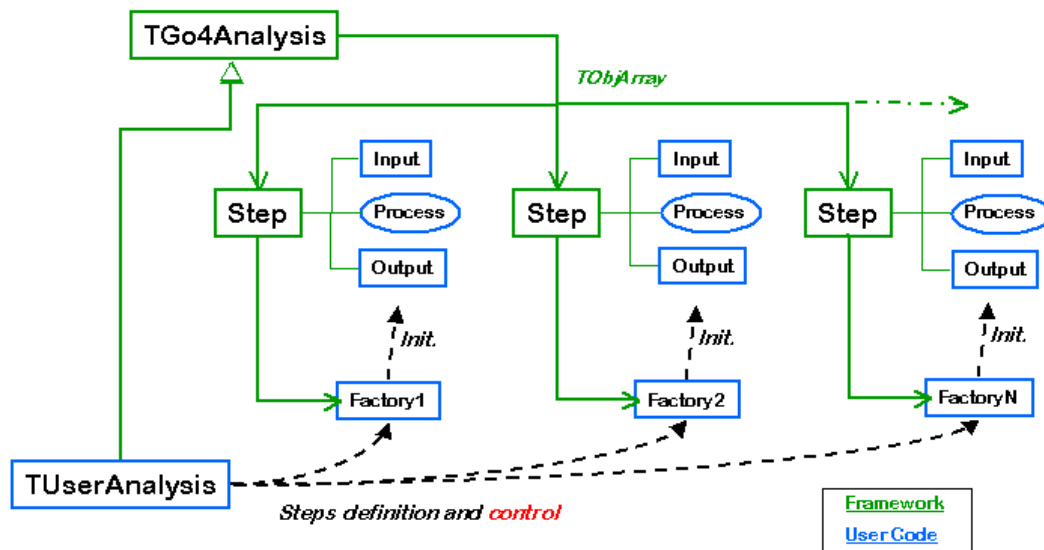 TGo4Analysis
TObjArray
Input
Input
Input
Step
Process
Step
Process
Step
Process
Output
Output
Output
Init.
Init.
Init.
Factory1
Factory2
FactoryN
TUserAnalysis
Steps definition and control
Framework
User Code